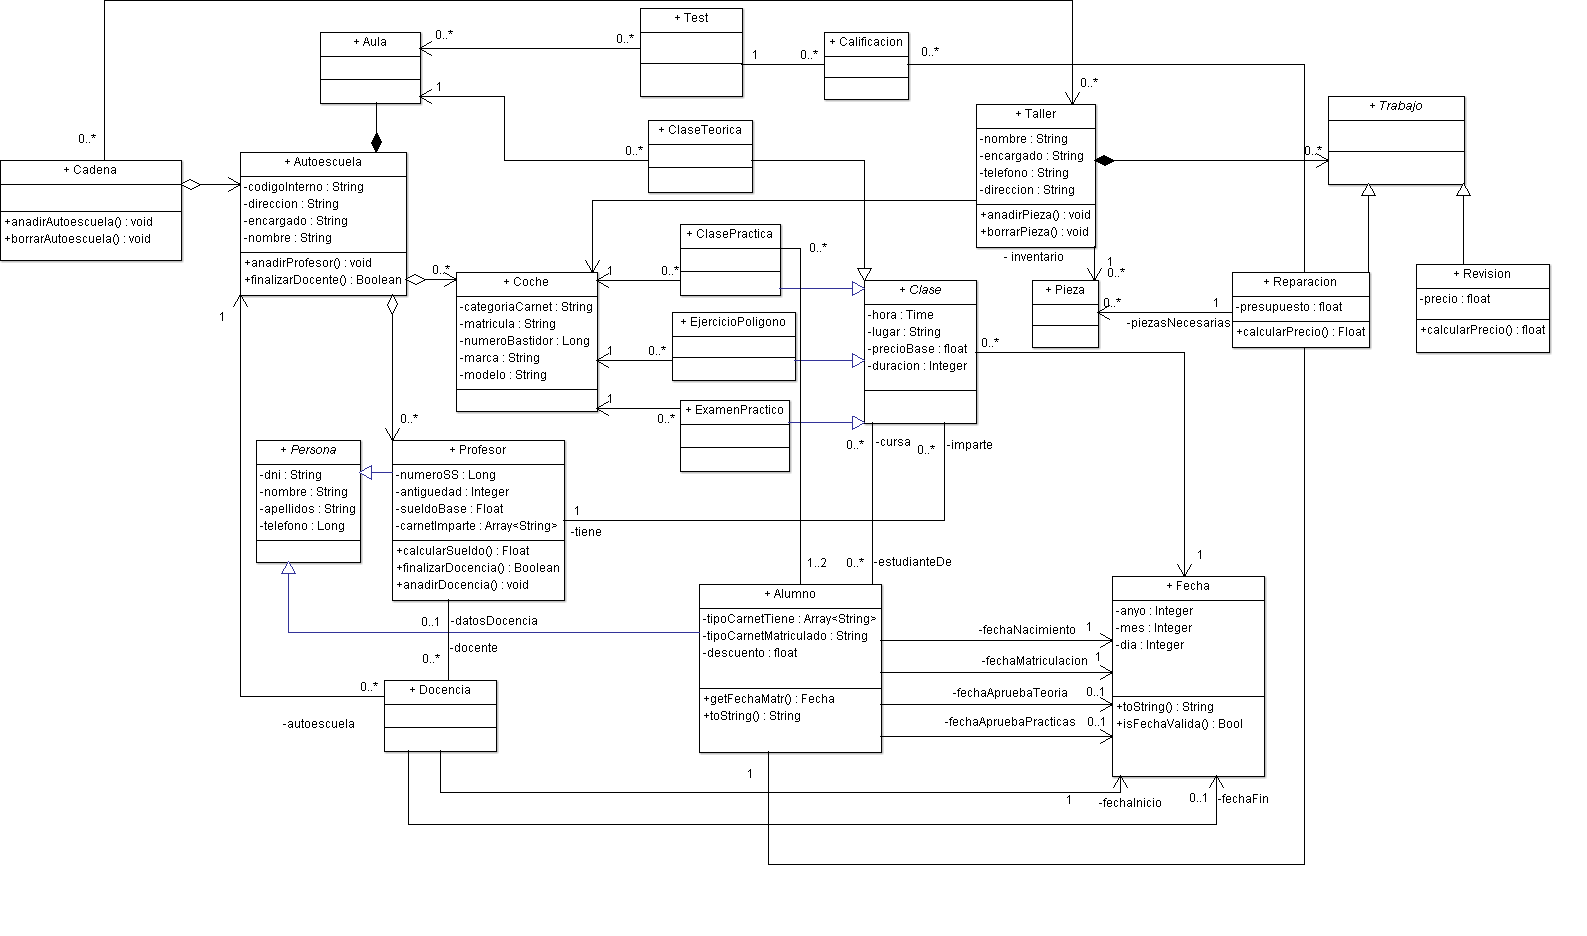 + Test
0..*
0..*
+ Aula
1
0..*
+ Calificacion
0..*
1
0..*
0..*
+ Cadena
+anadirAutoescuela() : void
+borrarAutoescuela() : void
+ Autoescuela
-codigoInterno : String
-direccion : String
-encargado : String
-nombre : String
+anadirProfesor() : void
+finalizarDocente() : Boolean
+ ClaseTeorica
0..*
+ Taller
-nombre : String
-encargado : String
-telefono : String
-direccion : String
+anadirPieza() : void
+borrarPieza() : void
0..*
+ Trabajo
+ ClasePractica
0..*
0..*
1
- inventario
1
0..*
+ Pieza
0..*
1
-piezasNecesarias
+ Reparacion
-presupuesto : float
+calcularPrecio() : Float
+ Revision
-precio : float
+calcularPrecio() : float
0..*
+ Coche
-categoriaCarnet : String
-matricula : String
-numeroBastidor : Long
-marca : String
-modelo : String
+ EjercicioPoligono
1
0..*
+ ExamenPractico
1
0..*
+ Clase
-hora : Time
-lugar : String
-precioBase : float
-duracion : Integer
0..*
0..*
-cursa
0..*
-imparte
1
0..*
+ Persona
-dni : String
-nombre : String
-apellidos : String
-telefono : Long
+ Profesor
-numeroSS : Long
-antiguedad : Integer
-sueldoBase : Float
-carnetImparte : Array<String>
+calcularSueldo() : Float
+finalizarDocencia() : Boolean
+anadirDocencia() : void
1
-tiene
1..2
0..*
-estudianteDe
1
0..1
-datosDocencia
-docente
0..*
+ Alumno
-tipoCarnetTiene : Array<String>
-tipoCarnetMatriculado : String
-descuento : float
+getFechaMatr() : Fecha
+toString() : String
-fechaNacimiento
1
-fechaMatriculacion
1
-fechaApruebaTeoria
0..1
-fechaApruebaPracticas
0..1
+ Fecha
-anyo : Integer
-mes : Integer
-dia : Integer
+toString() : String
+isFechaValida() : Bool
0..*
-autoescuela
+ Docencia
1
1
-fechaInicio
0..1
-fechaFin